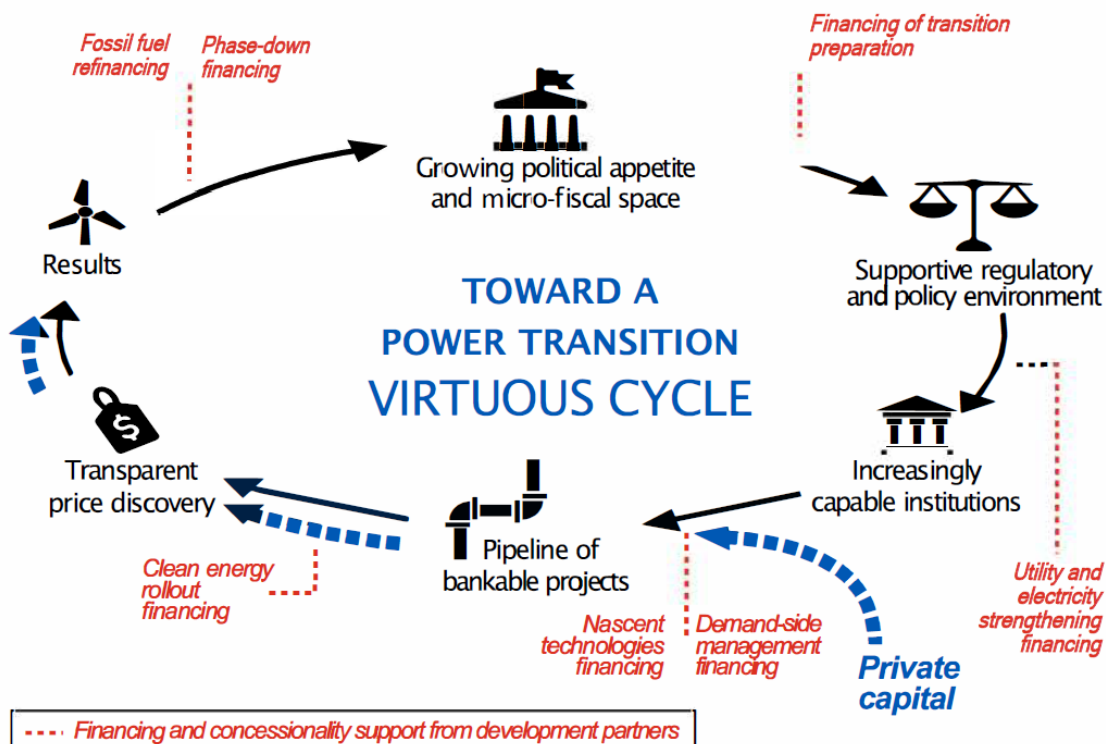 Fossil fuel
refinancing
Phase-down
financing
Financing of transition
preparation
Growing political appetite
and micro-fiscal space
Results
Supportive regulatory
and policy environment
TOWARD A
POWER TRANSITION
VIRTUOUS CYCLE
$
Transparent
price discovery
Increasingly
capable institutions
Pipeline of
bankable projects
Clean energy
rollout
financing
Nascent
technologies
financing
Demand-side
management
financing
Utility and
electricity
strengthening
financing
Private
capital
Financing and concessionality support from development partners